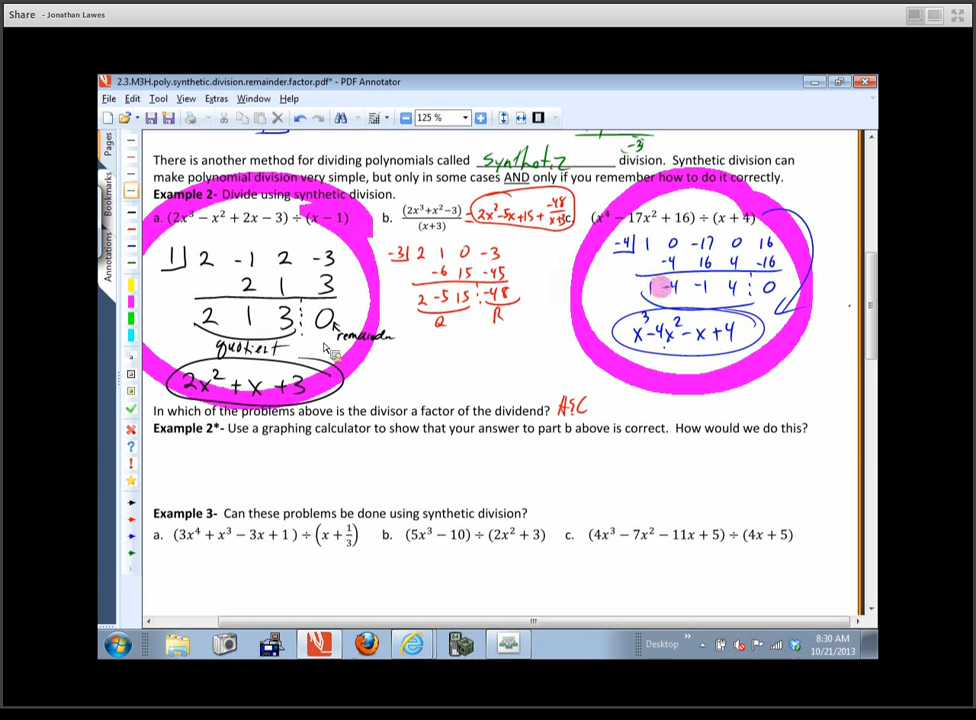 Share - Jonathan Lawes
2.3.M3H.poly.synthetic.division.remainder.factor.pdf* - PDF Annotator
File Edit Tool View Extras Window Help
125 %
Pages
Bookmarks
Annotations
-3
There is another method for dividing polynomials called synthetic division. Synthetic division can
make polynomial division very simple, but only in some cases AND only if you remember how to do it correctly.
Example 2- Divide using synthetic division.
a. (2x³ − x² + 2x − 3) ÷ (x − 1) b. (2x³+x²−3)/(x+3) = 2x²-5x+15+ -48/x+3 c. (x⁴ − 17x² + 16) ÷ (x + 4)
1 2 -1 2 -3
2 1 3
2 1 3 0
remainder
quotient
2x² + x + 3
-3 2 1 0 -3
-6 15 -45
2 -5 15 -48
Q R
-4 1 0 -17 0 16
-4 16 4 -16
1 -4 -1 4 0
x³-4x²-x+4
In which of the problems above is the divisor a factor of the dividend? A&C
Example 2*- Use a graphing calculator to show that your answer to part b above is correct. How would we do this?
Example 3- Can these problems be done using synthetic division?
a. (3x⁴ + x³ − 3x + 1) ÷ (x + 1/3) b. (5x³ − 10) ÷ (2x² + 3) c. (4x³ − 7x² − 11x + 5) ÷ (4x + 5)
Desktop
8:30 AM
10/21/2013